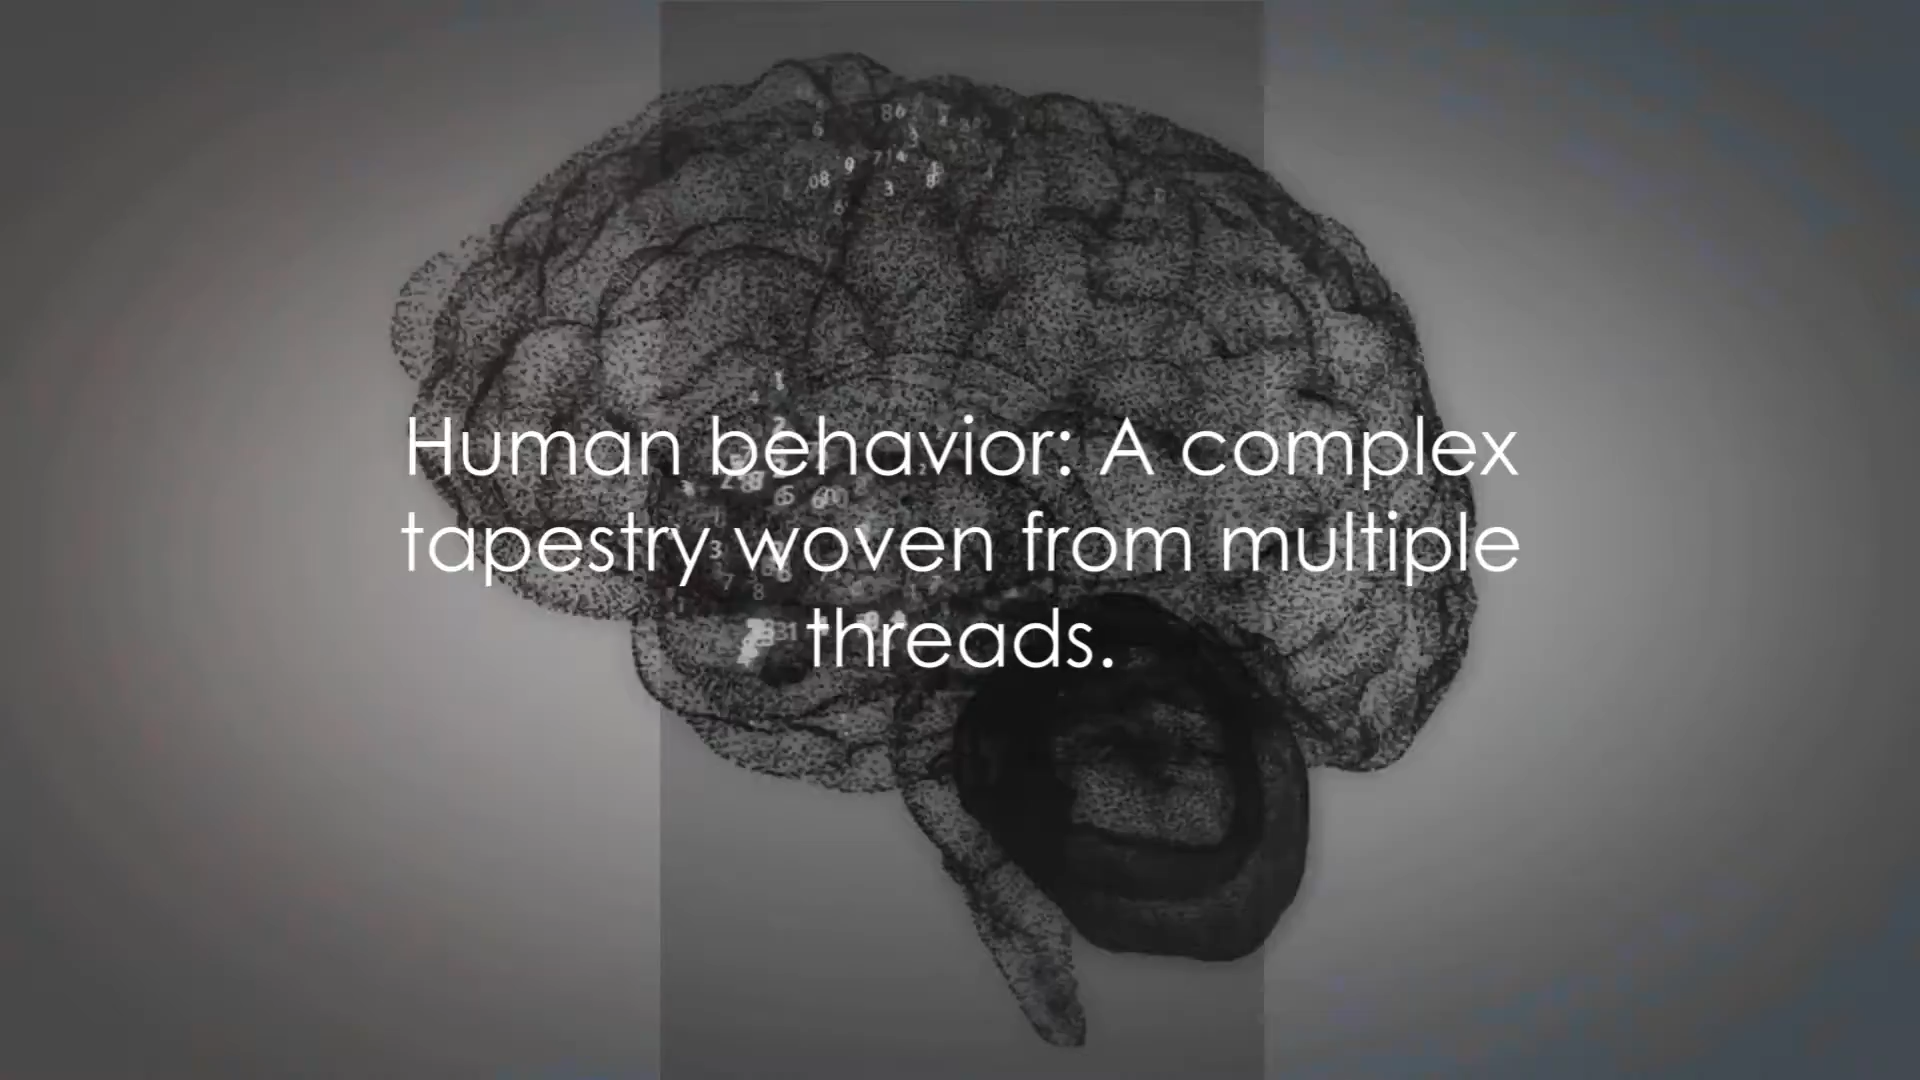 Human behavior: A complex
tapestry woven from multiple
threads.